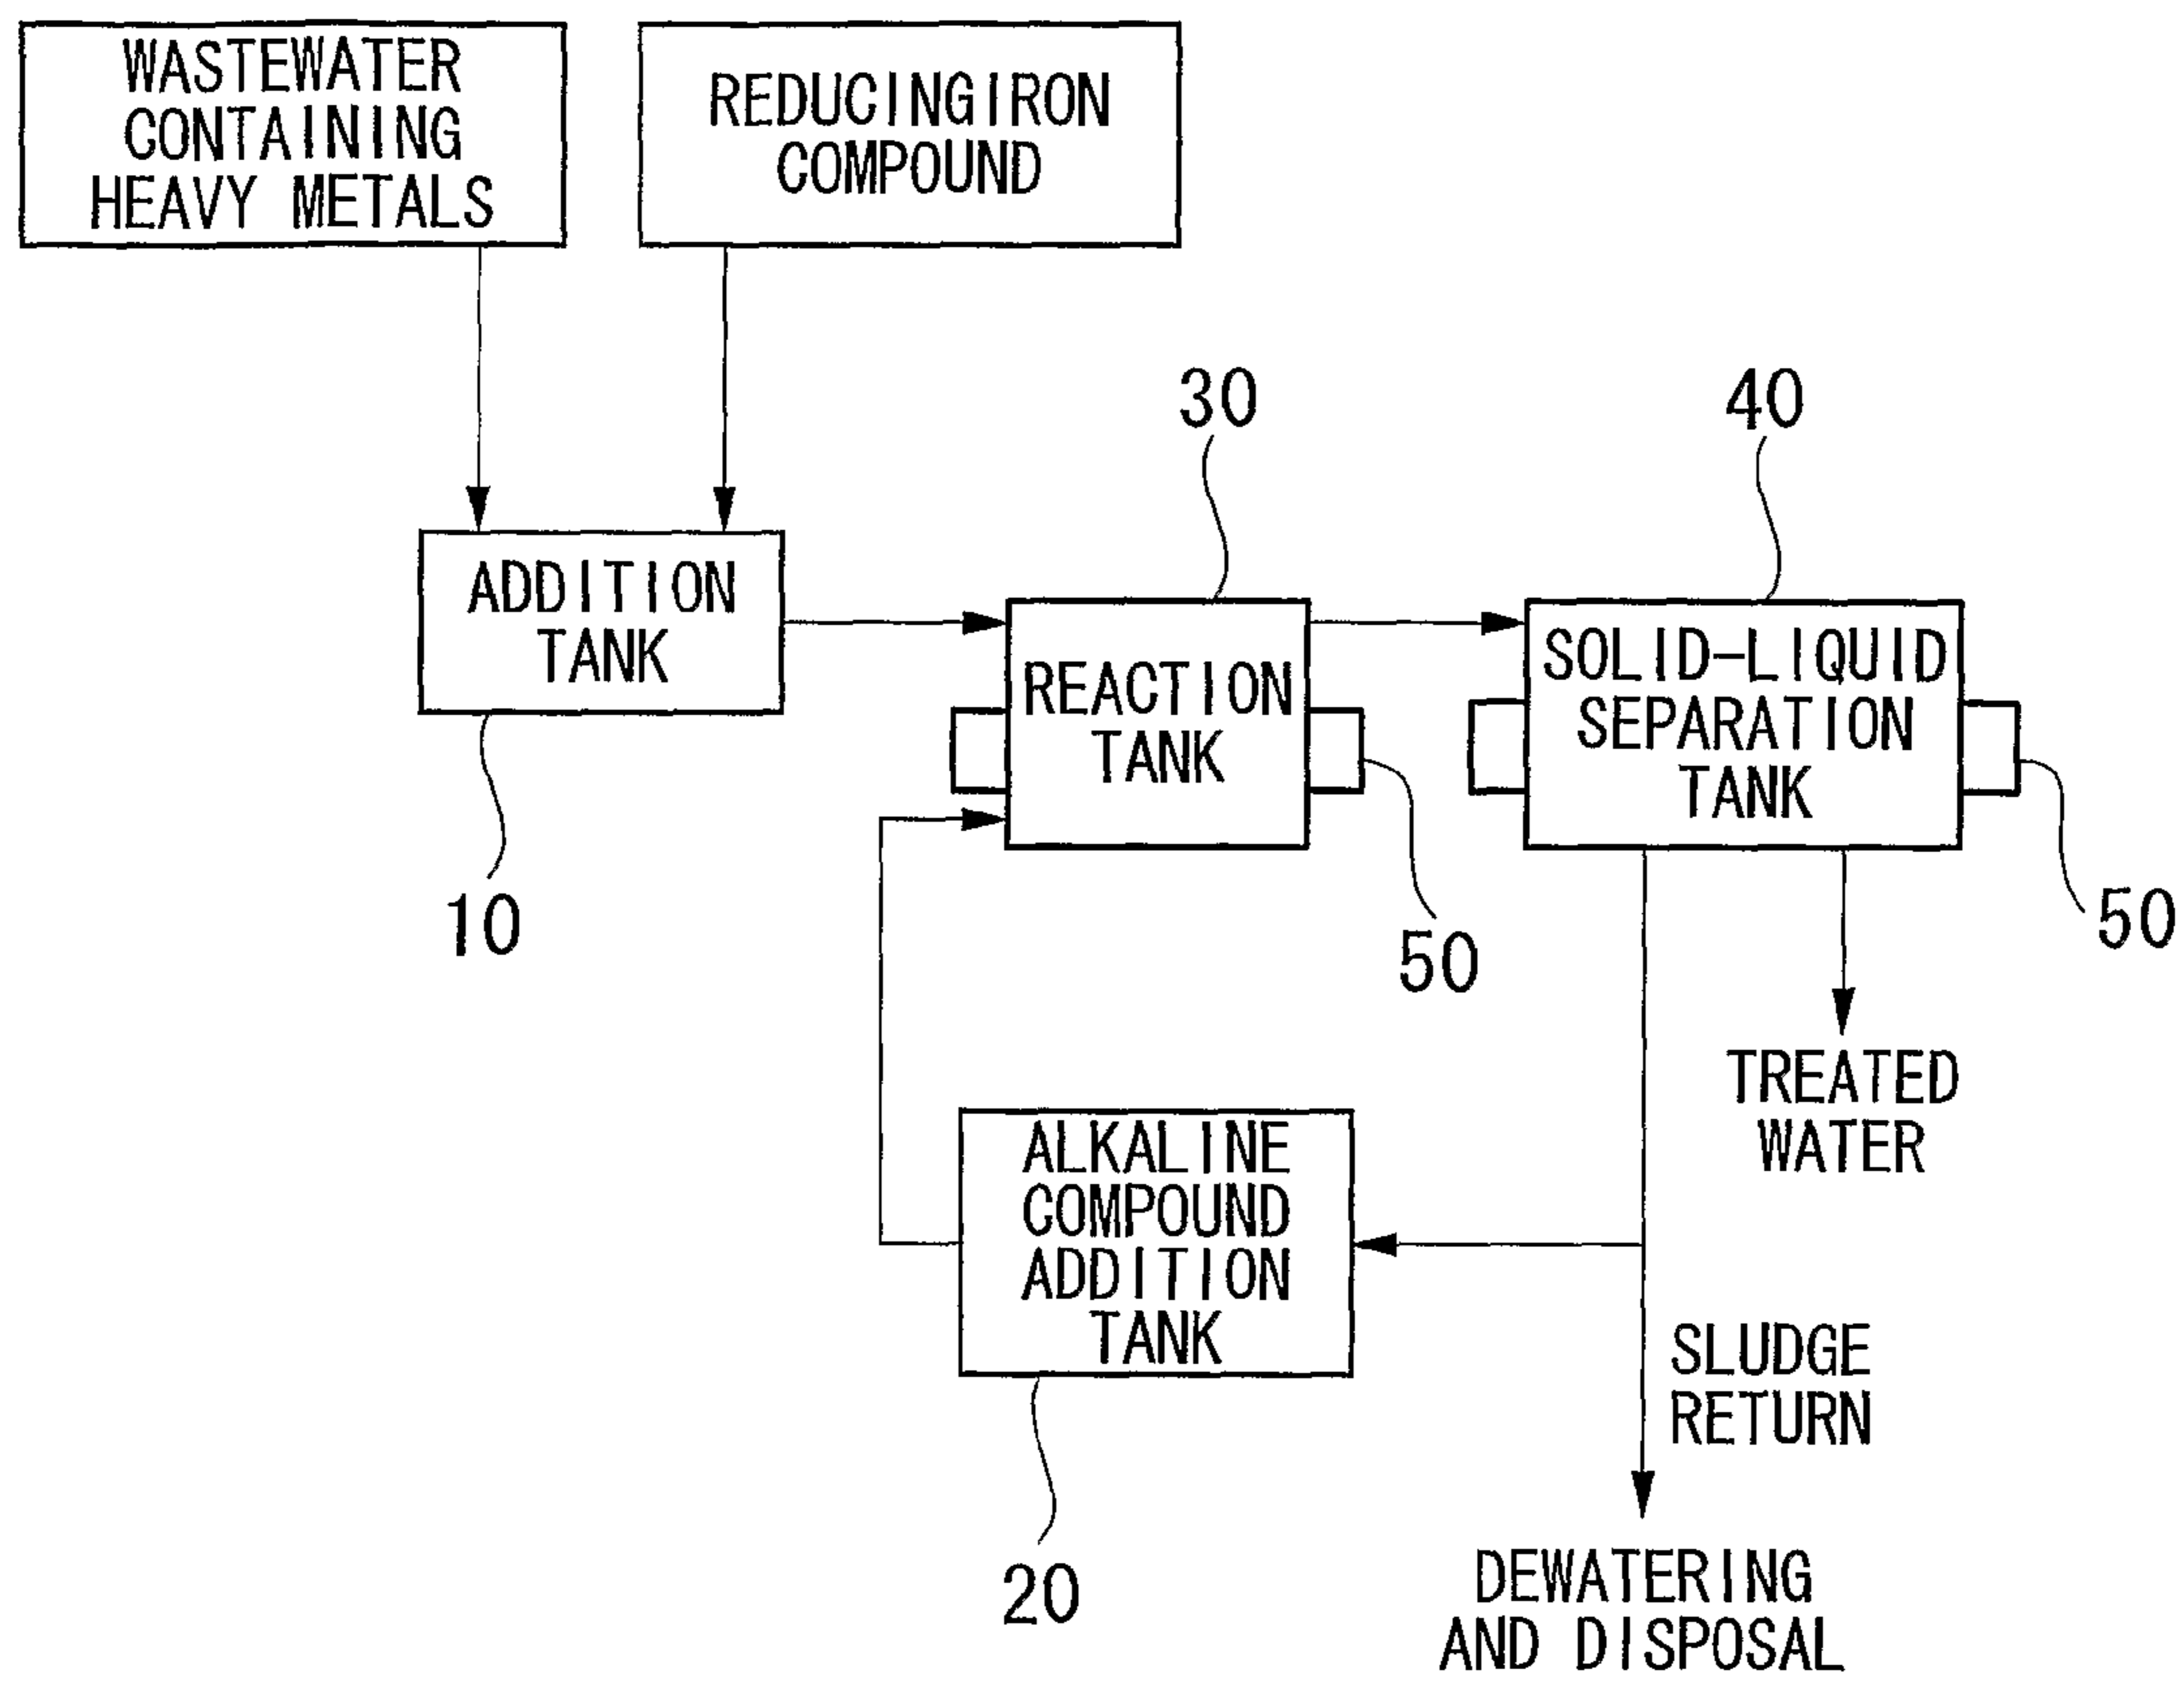 WASTEWATER
CONTAINING
HEAVY METALS
REDUCINGIRON
COMPOUND
30
40
ADDITION
TANK
REACTION
TANK
SOLID-LIQUID
SEPARATION
TANK
10
50
50
TREATED
WATER
ALKALINE
COMPOUND
ADDITION
TANK
SLUDGE
RETURN
20
DEWATERING
AND DISPOSAL